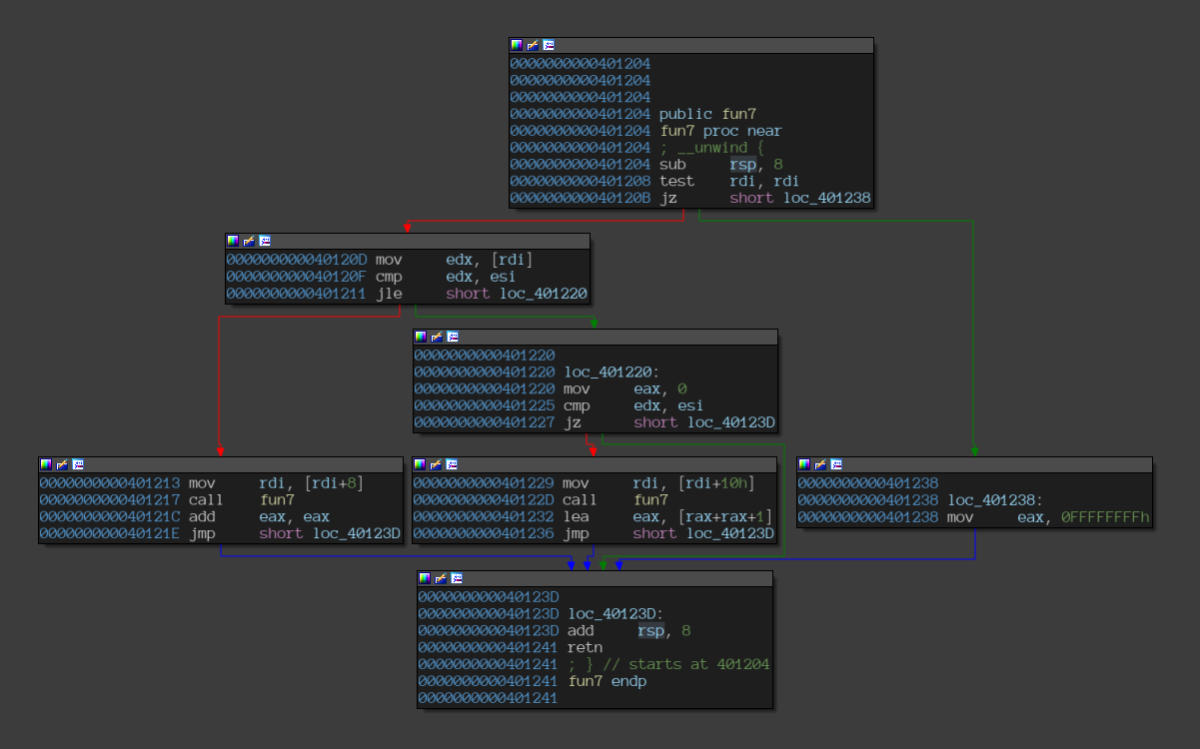 0000000000401204
0000000000401204
0000000000401204
0000000000401204 public fun7
0000000000401204 fun7 proc near
0000000000401204 ; __unwind {
0000000000401204 sub rsp, 8
0000000000401208 test rdi, rdi
000000000040120B jz short loc_401238
000000000040120D mov edx, [rdi]
000000000040120F cmp edx, esi
0000000000401211 jle short loc_401220
0000000000401220
0000000000401220 loc_401220:
0000000000401220 mov eax, 0
0000000000401225 cmp edx, esi
0000000000401227 jz short loc_40123D
0000000000401213 mov rdi, [rdi+8]
0000000000401217 call fun7
000000000040121C add eax, eax
000000000040121E jmp short loc_40123D
0000000000401229 mov rdi, [rdi+10h]
000000000040122D call fun7
0000000000401232 lea eax, [rax+rax+1]
0000000000401236 jmp short loc_40123D
0000000000401238
0000000000401238 loc_401238:
0000000000401238 mov eax, 0FFFFFFFFh
000000000040123D
000000000040123D loc_40123D:
000000000040123D add rsp, 8
0000000000401241 retn
0000000000401241 ; } // starts at 401204
0000000000401241 fun7 endp
0000000000401241